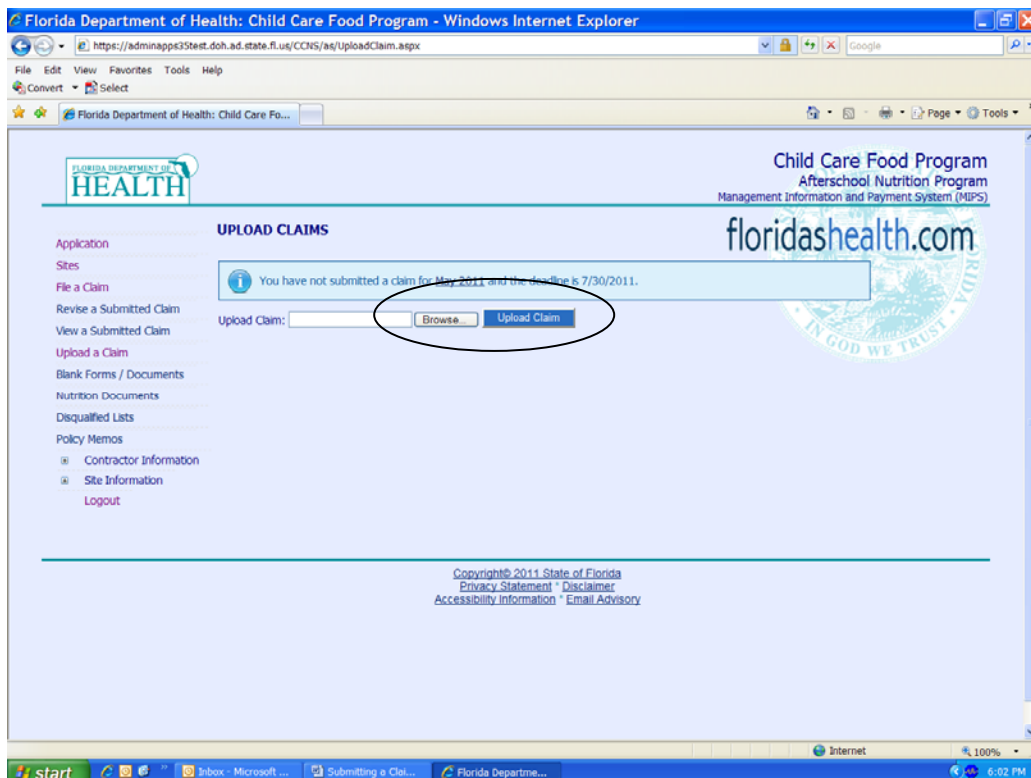 Florida Department of Health: Child Care Food Program - Windows Internet Explorer
https://adminapps35test.doh.ad.state.fl.us/CCNS/as/UploadClaim.aspx
Google
File Edit View Favorites Tools Help
Convert Select
Florida Department of Health: Child Care Fo...
Page Tools
FLORIDA DEPARTMENT OF
HEALTH
Child Care Food Program
Afterschool Nutrition Program
Management Information and Payment System (MIPS)
floridashealth.com
IN GOD WE TRUST
UPLOAD CLAIMS
Application
Sites
File a Claim
Revise a Submitted Claim
View a Submitted Claim
Upload a Claim
Blank Forms / Documents
Nutrition Documents
Disqualified Lists
Policy Memos
Contractor Information
Site Information
Logout
You have not submitted a claim for May 2011 and the deadline is 7/30/2011.
Upload Claim: Browse... Upload Claim
Copyright© 2011 State of Florida
Privacy Statement * Disclaimer
Accessibility Information * Email Advisory
Internet 100%
start Inbox - Microsoft ... Submitting a Clai... Florida Departme... 6:02 PM